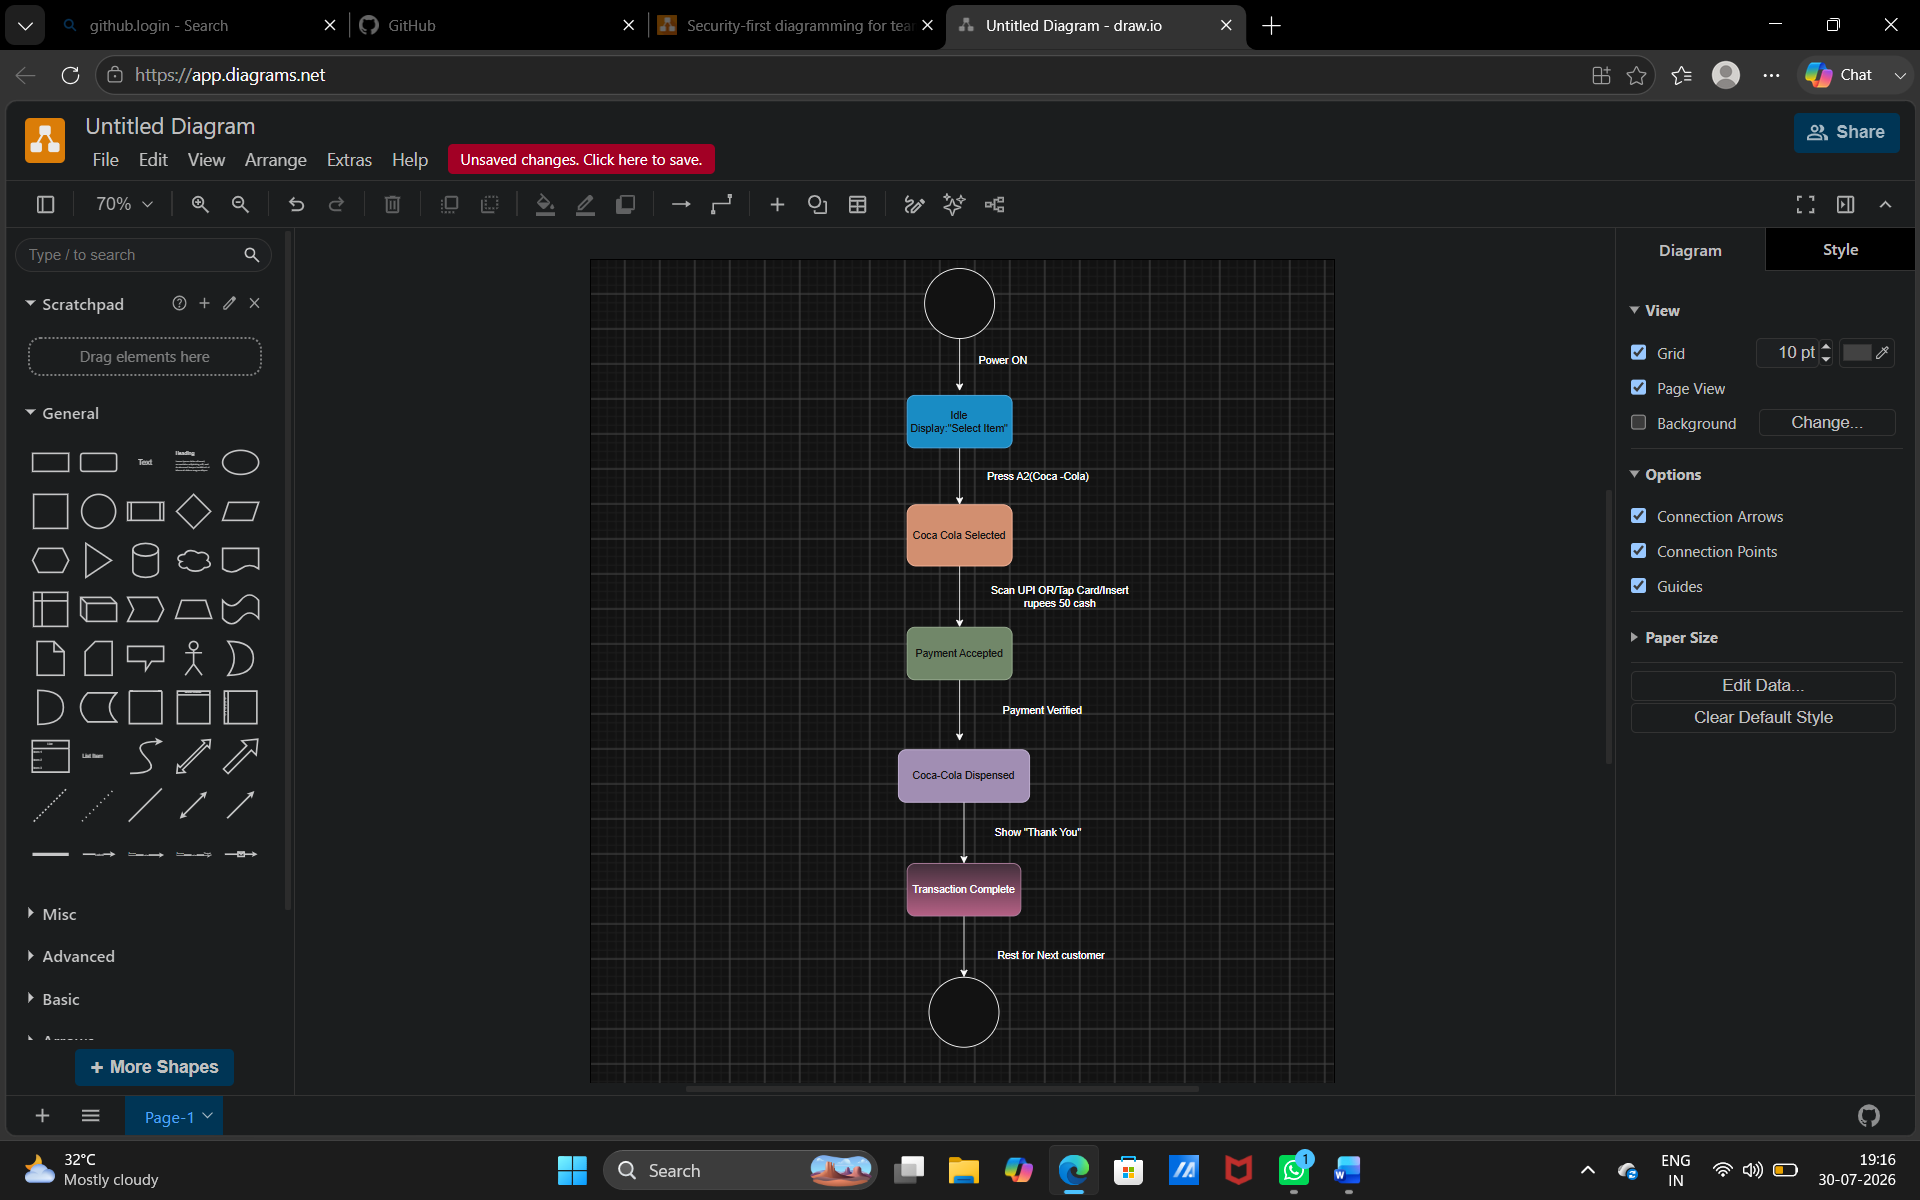 github.login - Search
GitHub
Security-first diagramming for tea
Untitled Diagram - draw.io
https://app.diagrams.net
Chat
Untitled Diagram
File Edit View Arrange Extras Help
Unsaved changes. Click here to save.
Share
70%
Type / to search
Scratchpad
Drag elements here
General
Text
Heading
List Item
Misc
Advanced
Basic
Arrows
+ More Shapes
Power ON
Idle
Display:"Select Item"
Press A2(Coca -Cola)
Coca Cola Selected
Scan UPI OR/Tap Card/Insert
rupees 50 cash
Payment Accepted
Payment Verified
Coca-Cola Dispensed
Show "Thank You"
Transaction Complete
Rest for Next customer
Diagram
Style
View
Grid
10 pt
Page View
Background
Change...
Options
Connection Arrows
Connection Points
Guides
Paper Size
Edit Data...
Clear Default Style
Page-1
32°C
Mostly cloudy
Search
1
W
ENG
IN
19:16
30-07-2026